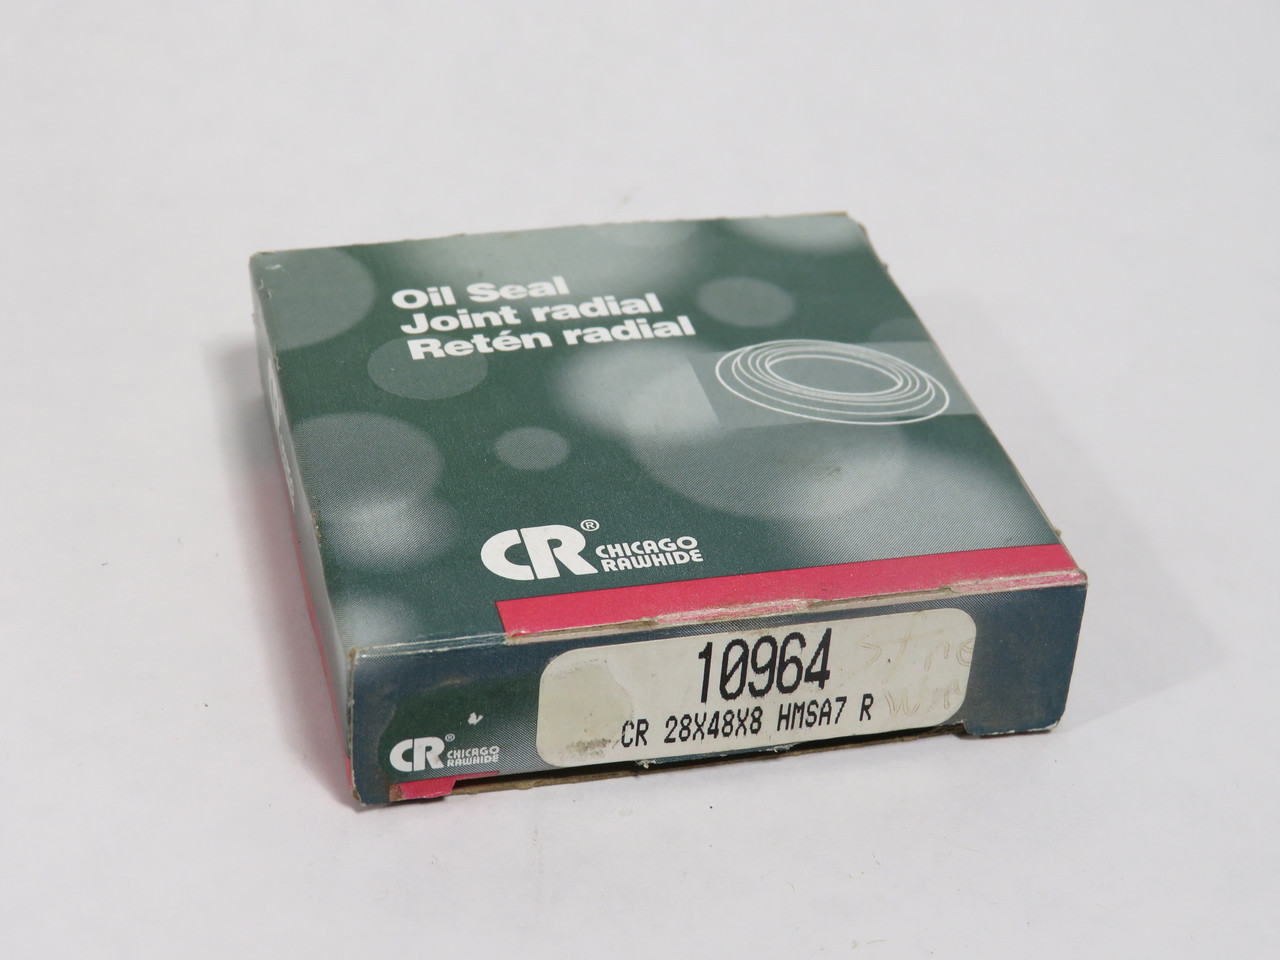 Oil Seal
Joint radial
Retén radial
CR® CHICAGO
RAWHIDE
10964
CR 28X48X8 HMSA7 R
CR® CHICAGO
RAWHIDE